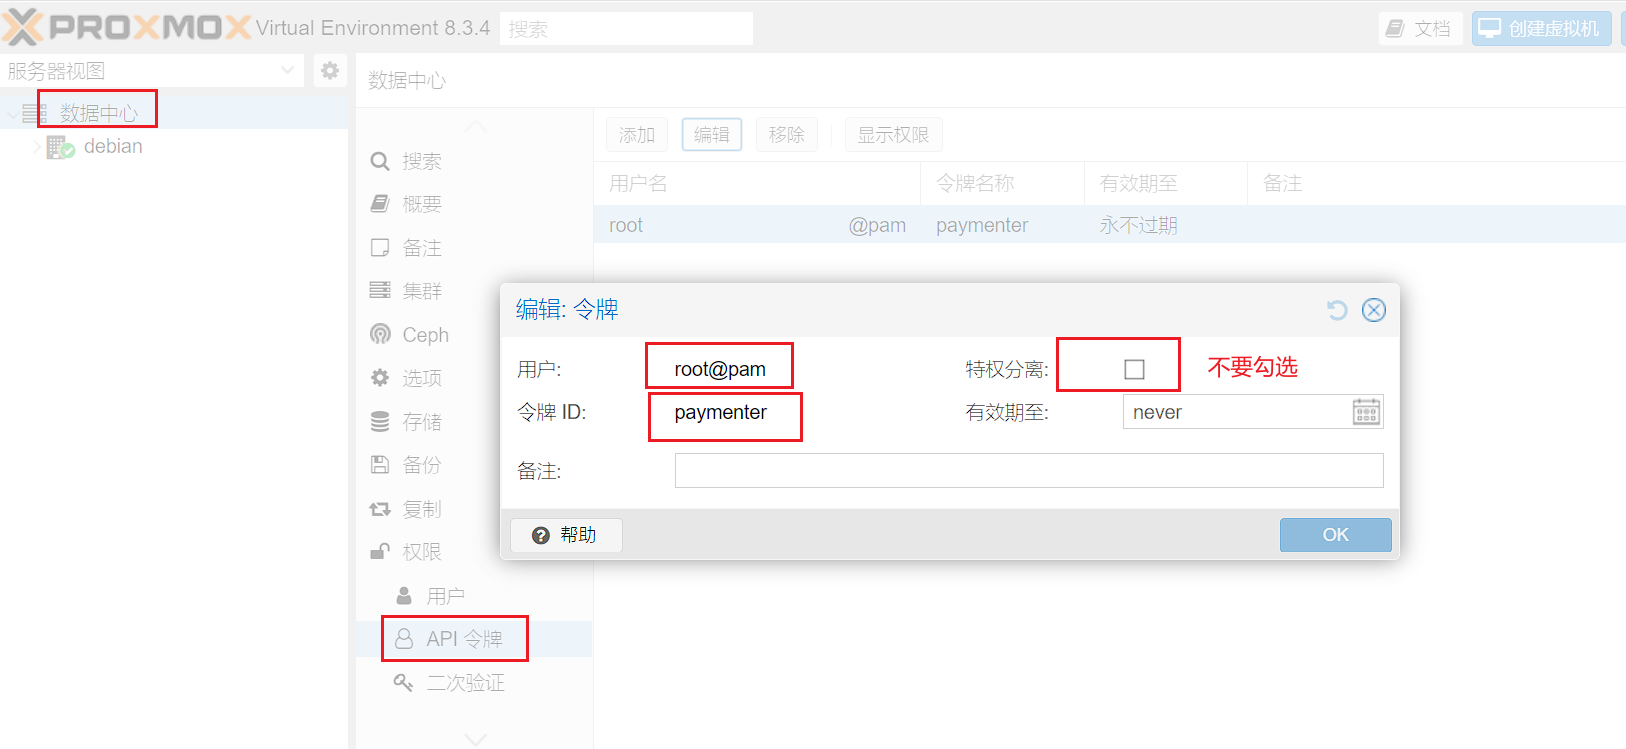 PROXMOX Virtual Environment 8.3.4 搜索 文档 创建虚拟机
服务器视图
数据中心
debian
数据中心
搜索
概要
备注
集群
Ceph
选项
存储
备份
复制
权限
用户
API 令牌
二次验证
添加 编辑 移除 显示权限
用户名 令牌名称 有效期至 备注
root @pam paymenter 永不过期
编辑: 令牌
用户: root@pam 特权分离: 不要勾选
令牌 ID: paymenter 有效期至: never
备注:
帮助 OK